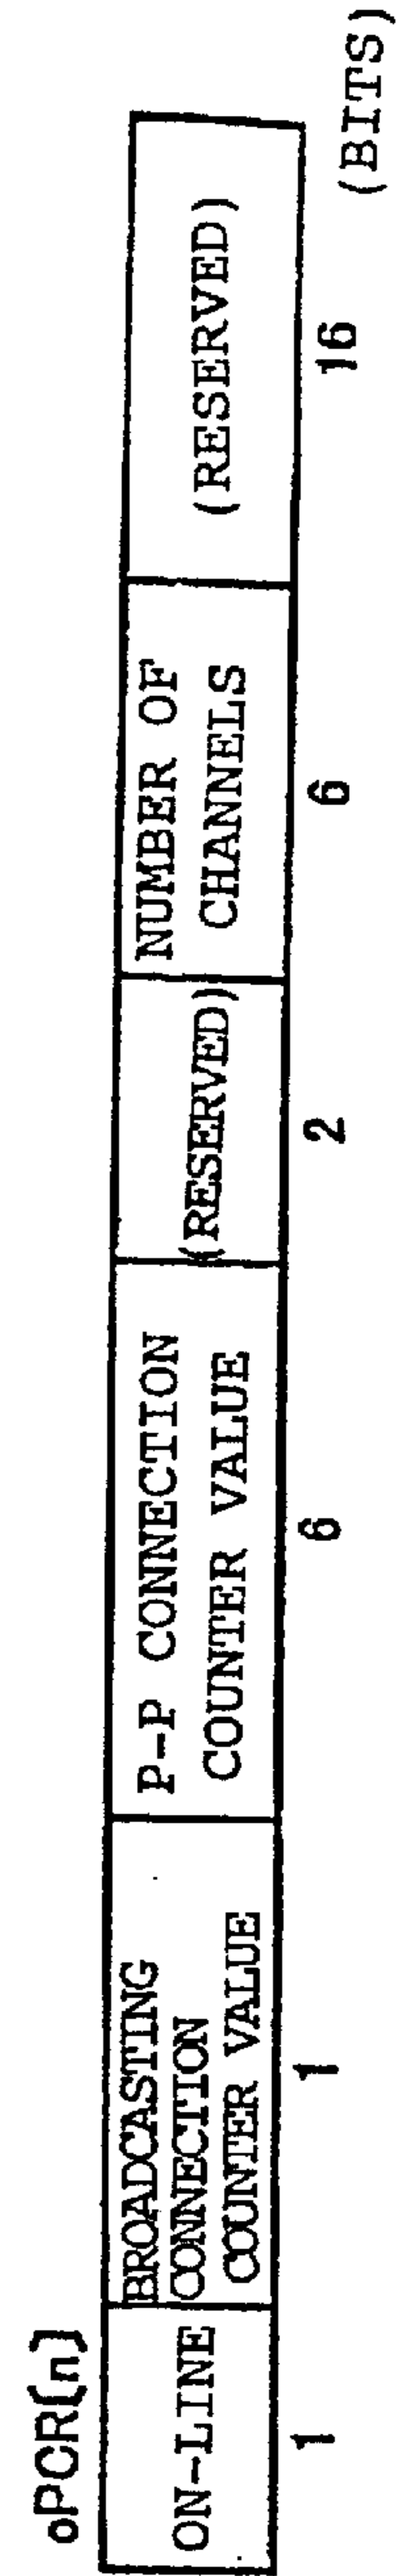 oPCR(n)
ON-LINE
BROADCASTING
CONNECTION
COUNTER VALUE
P-P CONNECTION
COUNTER VALUE
(RESERVED)
NUMBER OF
CHANNELS
(RESERVED)
1
1
6
2
6
16
(BITS)